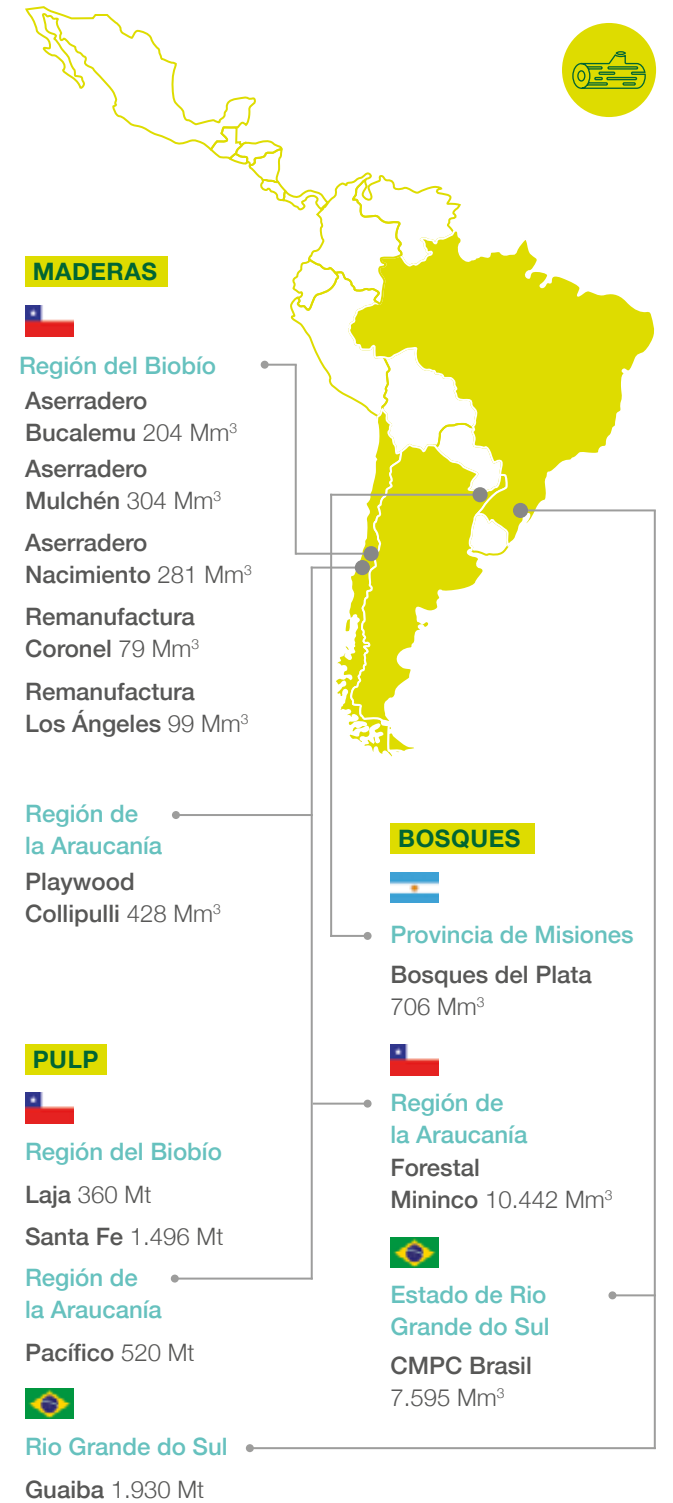 MADERAS
Región del Biobío
Aserradero
Bucalemu 204 Mm³
Aserradero
Mulchén 304 Mm³
Aserradero
Nacimiento 281 Mm³
Remanufactura
Coronel 79 Mm³
Remanufactura
Los Ángeles 99 Mm³
Región de
la Araucanía
Playwood
Collipulli 428 Mm³
PULP
Región del Biobío
Laja 360 Mt
Santa Fe 1.496 Mt
Región de
la Araucanía
Pacífico 520 Mt
Rio Grande do Sul
Guaiba 1.930 Mt
BOSQUES
Provincia de Misiones
Bosques del Plata
706 Mm³
Región de
la Araucanía
Forestal
Mininco 10.442 Mm³
Estado de Rio
Grande do Sul
CMPC Brasil
7.595 Mm³